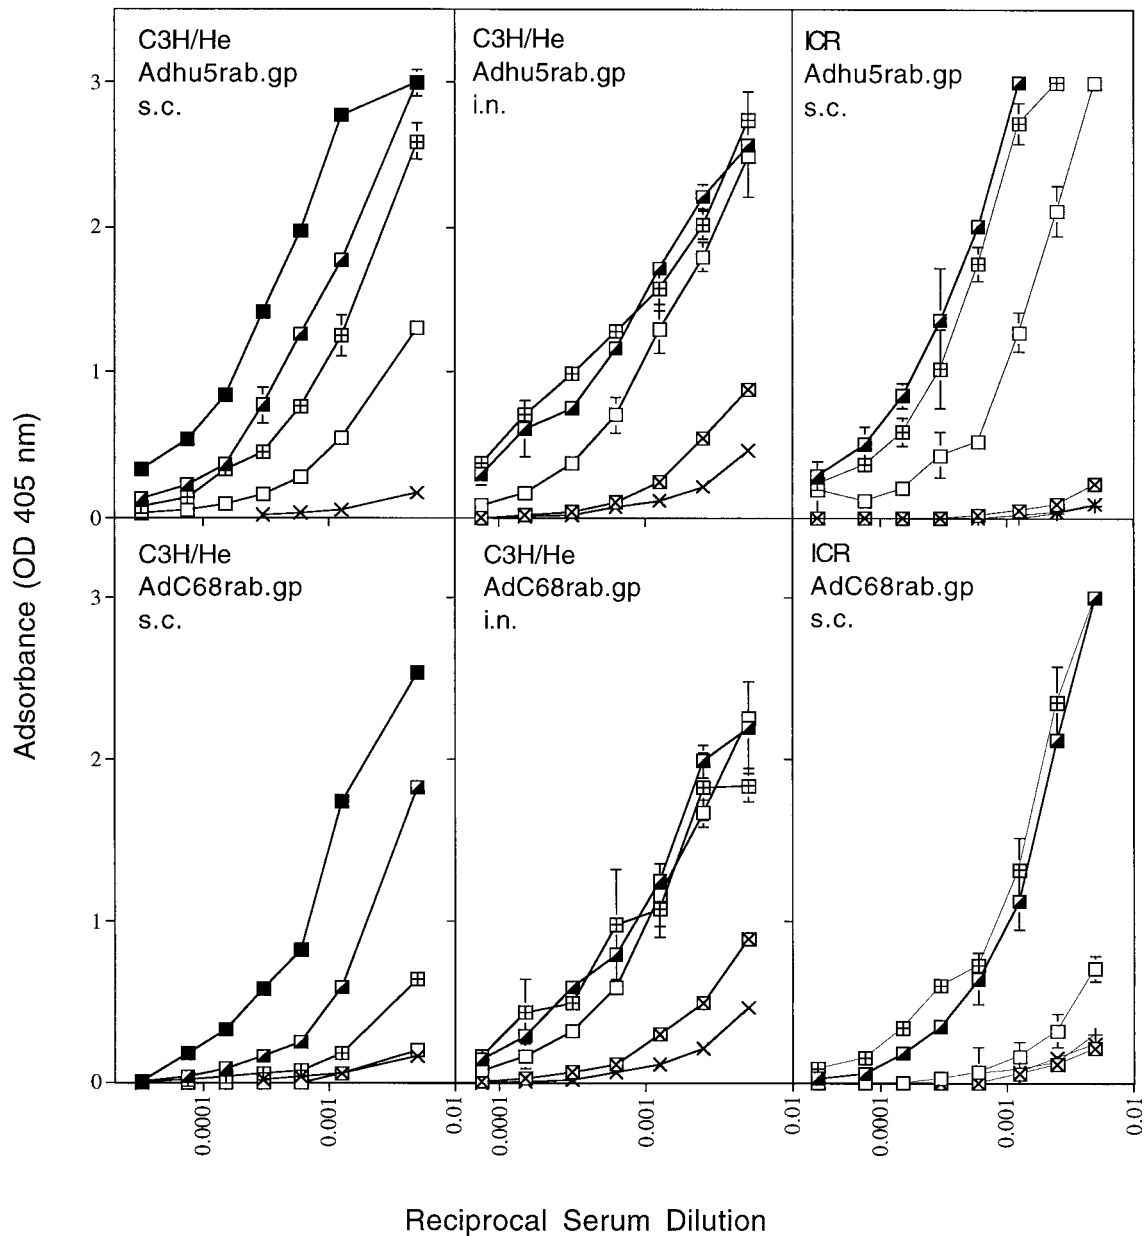 C3H/He
Adhu5rab.gp
s.c.
C3H/He
Adhu5rab.gp
i.n.
ICR
Adhu5rab.gp
s.c.
3
2
1
0
C3H/He
AdC68rab.gp
s.c.
C3H/He
AdC68rab.gp
i.n.
ICR
AdC68rab.gp
s.c.
3
2
1
0
Adsorbance (OD 405 nm)
0.0001
0.001
0.01
0.0001
0.001
0.01
0.0001
0.001
0.01
Reciprocal Serum Dilution